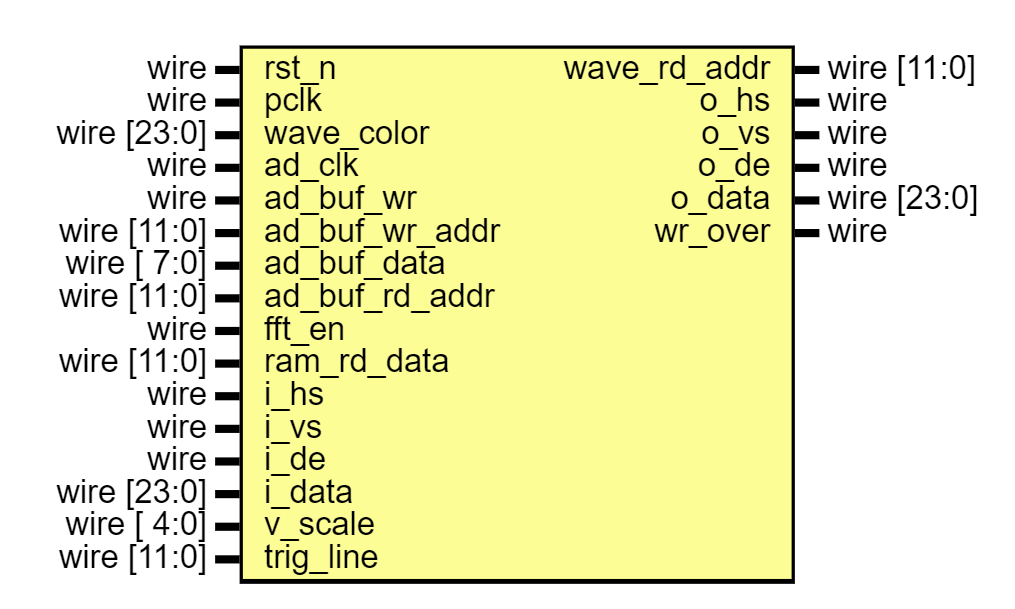 wire rst_n wave_rd_addr wire [11:0]
wire pclk o_hs wire
wire [23:0] wave_color o_vs wire
wire ad_clk o_de wire
wire ad_buf_wr o_data wire [23:0]
wire [11:0] ad_buf_wr_addr wr_over wire
wire [ 7:0] ad_buf_data
wire [11:0] ad_buf_rd_addr
wire fft_en
wire [11:0] ram_rd_data
wire i_hs
wire i_vs
wire i_de
wire [23:0] i_data
wire [ 4:0] v_scale
wire [11:0] trig_line